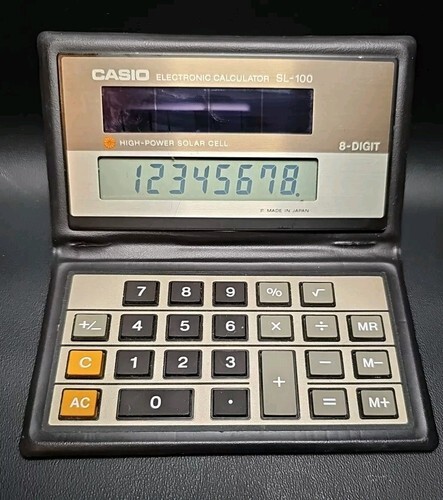 CASIO ELECTRONIC CALCULATOR SL-100
HIGH-POWER SOLAR CELL 8-DIGIT
12345678.
MADE IN JAPAN
7 8 9 % √
+/− 4 5 6 × ÷ MR
C 1 2 3 + − M−
AC 0 · = M+